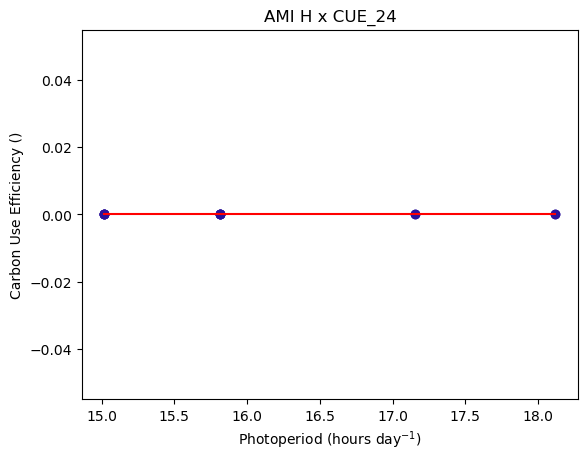 AMI H x CUE_24
Carbon Use Efficiency ()
0.04
0.02
0.00
−0.02
−0.04
15.0 15.5 16.0 16.5 17.0 17.5 18.0
Photoperiod (hours day⁻¹)